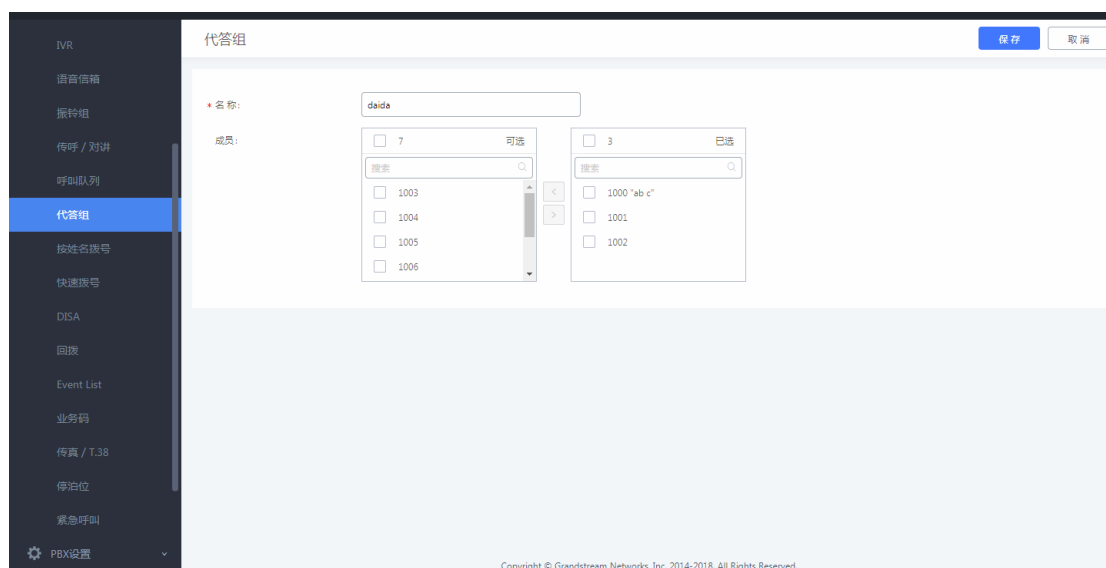 IVR
语音信箱
振铃组
传呼 / 对讲
呼叫队列
代答组
按姓名拨号
快速拨号
DISA
回拨
Event List
业务码
传真 / T.38
停泊位
紧急呼叫
PBX设置
代答组
保存
取消
* 名称:
daida
成员:
7 可选
搜索
1003
1004
1005
1006
3 已选
搜索
1000 "ab c"
1001
1002
Copyright © Grandstream Networks, Inc. 2014-2018. All Rights Reserved.